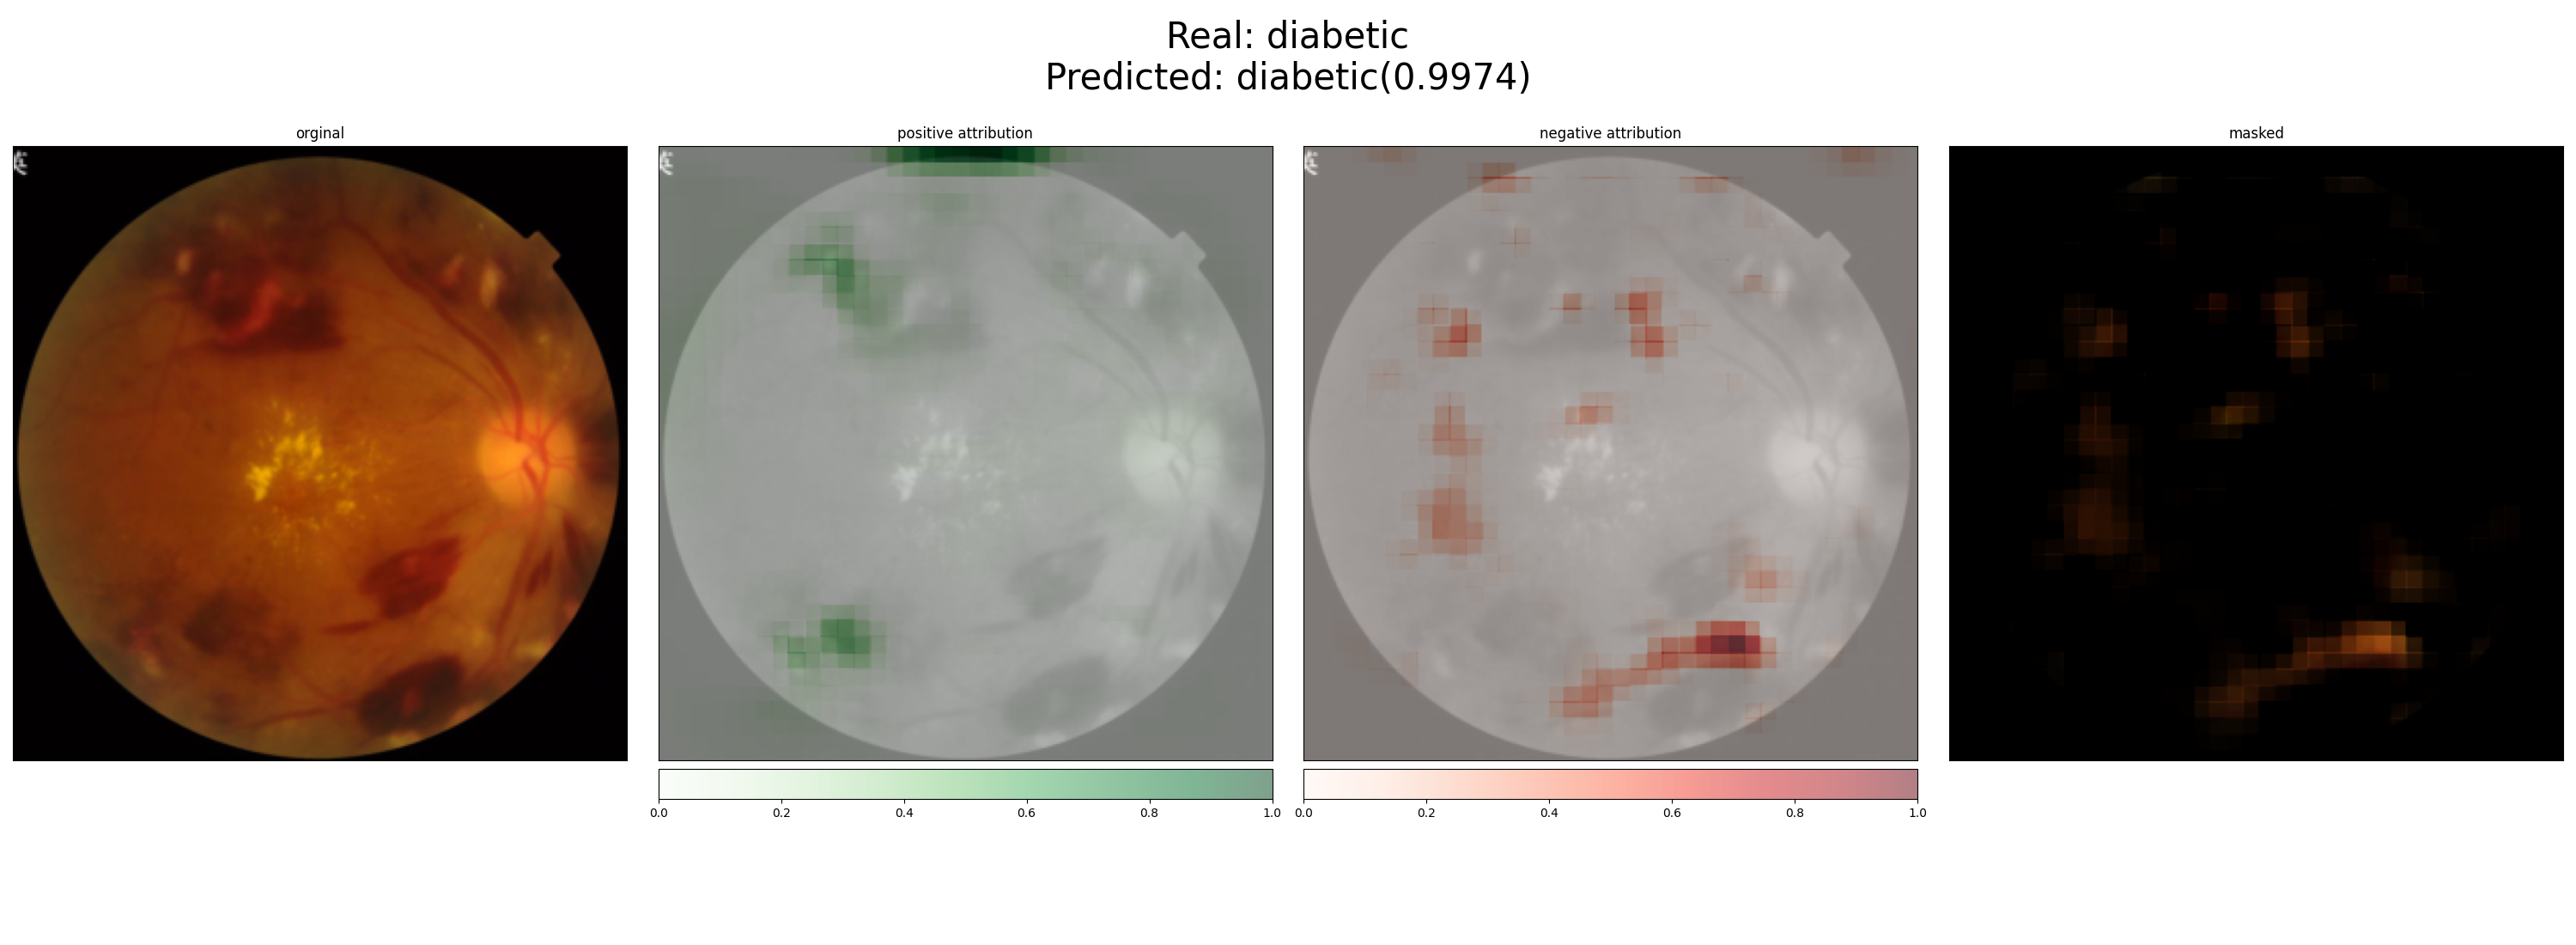 Real: diabetic
Predicted: diabetic(0.9974)
orginal
positive attribution
negative attribution
masked
0.0 0.2 0.4 0.6 0.8 1.0
0.0 0.2 0.4 0.6 0.8 1.0